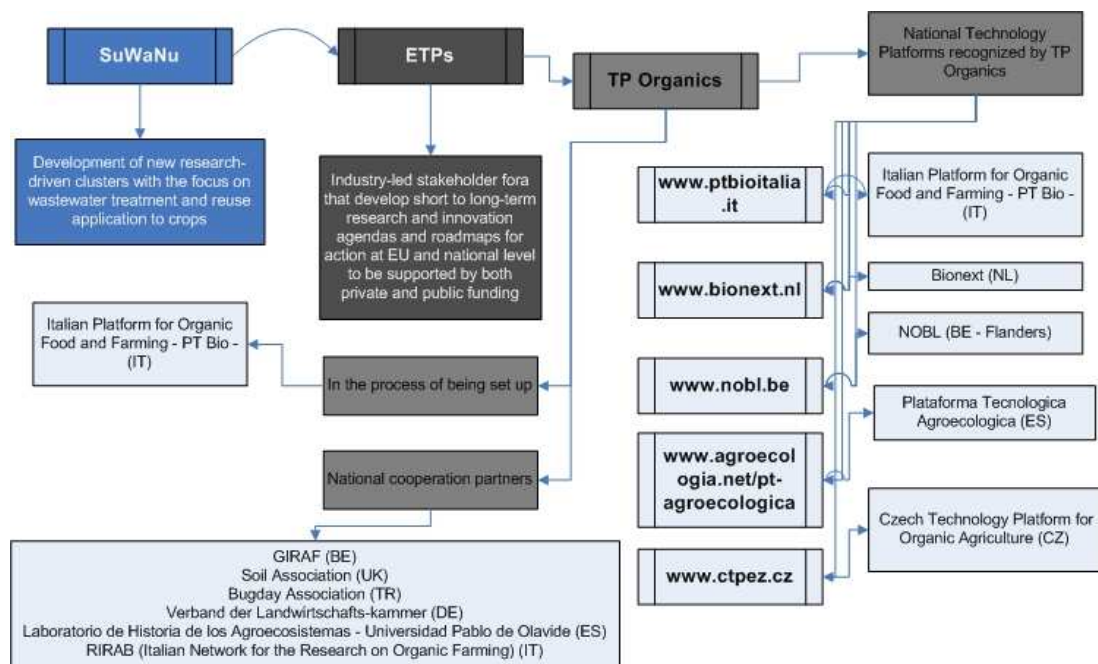 SuWaNu
ETPs
TP Organics
National Technology
Platforms recognized by TP
Organics
Development of new research-
driven clusters with the focus on
wastewater treatment and reuse
application to crops
Industry-led stakeholder fora
that develop short to long-term
research and innovation
agendas and roadmaps for
action at EU and national level
to be supported by both
private and public funding
www.ptbioitalia
.it
Italian Platform for Organic
Food and Farming - PT Bio -
(IT)
www.bionext.nl
Bionext (NL)
NOBL (BE - Flanders)
Italian Platform for Organic
Food and Farming - PT Bio -
(IT)
In the process of being set up
www.nobl.be
Plataforma Tecnologica
Agroecologica (ES)
National cooperation partners
www.agroecol
ogia.net/pt-
agroecologica
Czech Technology Platform for
Organic Agriculture (CZ)
www.ctpez.cz
GIRAF (BE)
Soil Association (UK)
Bugday Association (TR)
Verband der Landwirtschafts-kammer (DE)
Laboratorio de Historia de los Agroecosistemas - Universidad Pablo de Olavide (ES)
RIRAB (Italian Network for the Research on Organic Farming) (IT)